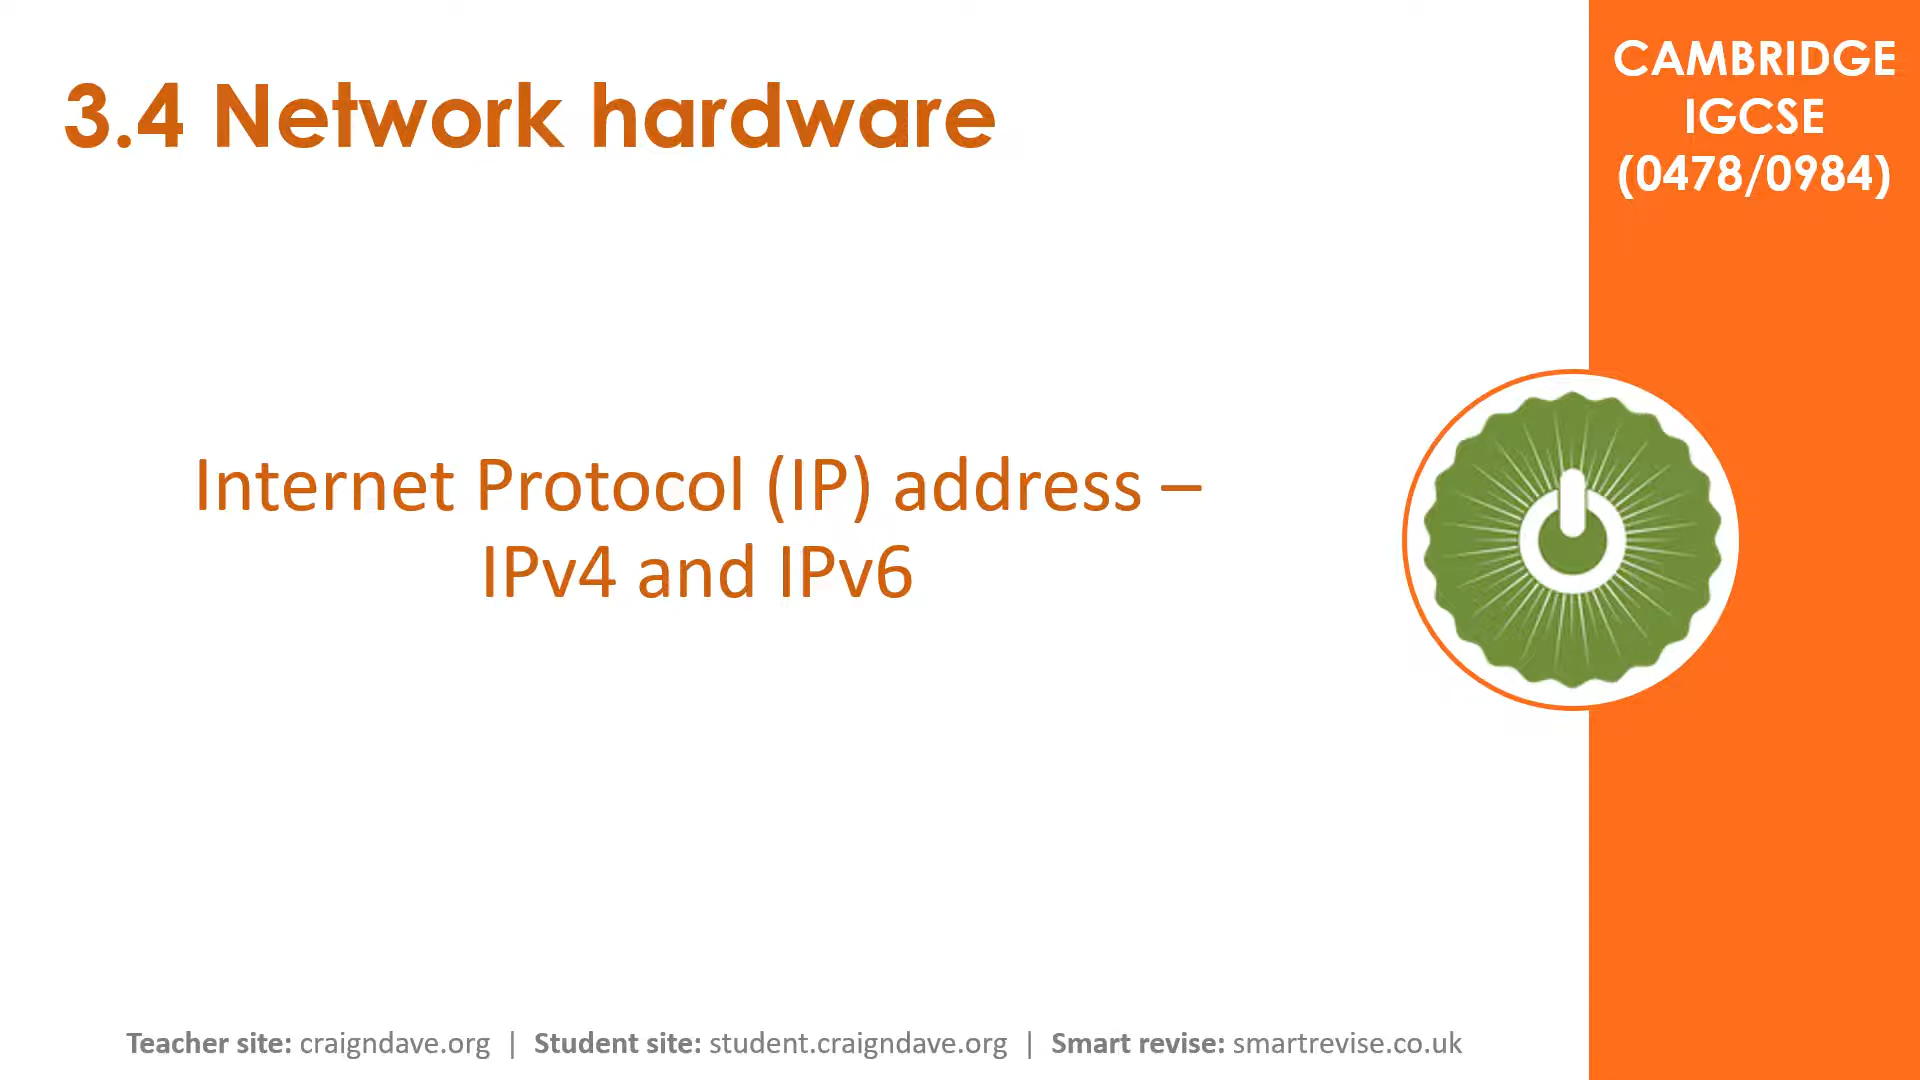 3.4 Network hardware
CAMBRIDGE
IGCSE
(0478/0984)
Internet Protocol (IP) address –
IPv4 and IPv6
Teacher site: craigndave.org | Student site: student.craigndave.org | Smart revise: smartrevise.co.uk